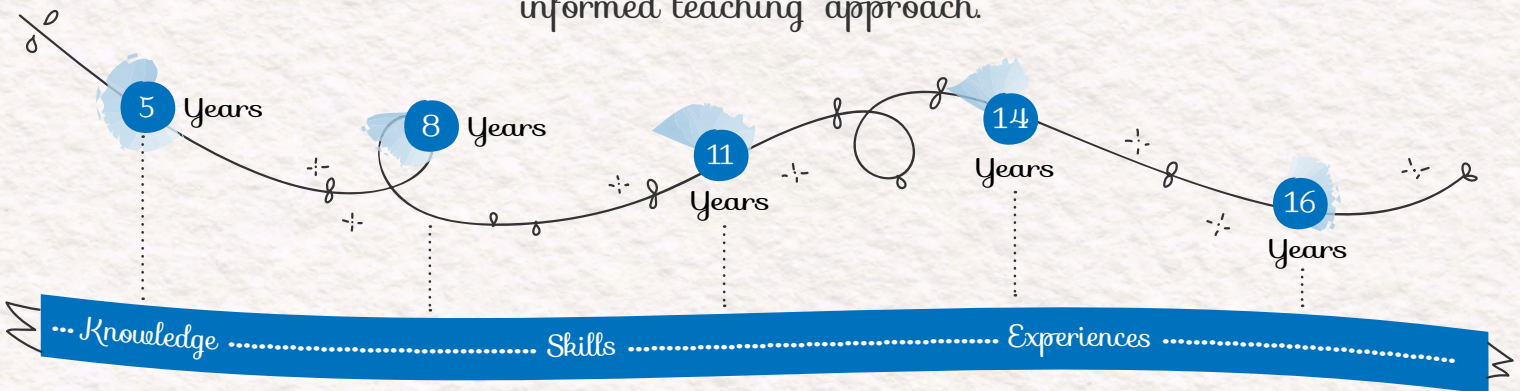 informed teaching approach.
5 Years
8 Years
11 Years
14 Years
16 Years
Knowledge Skills Experiences